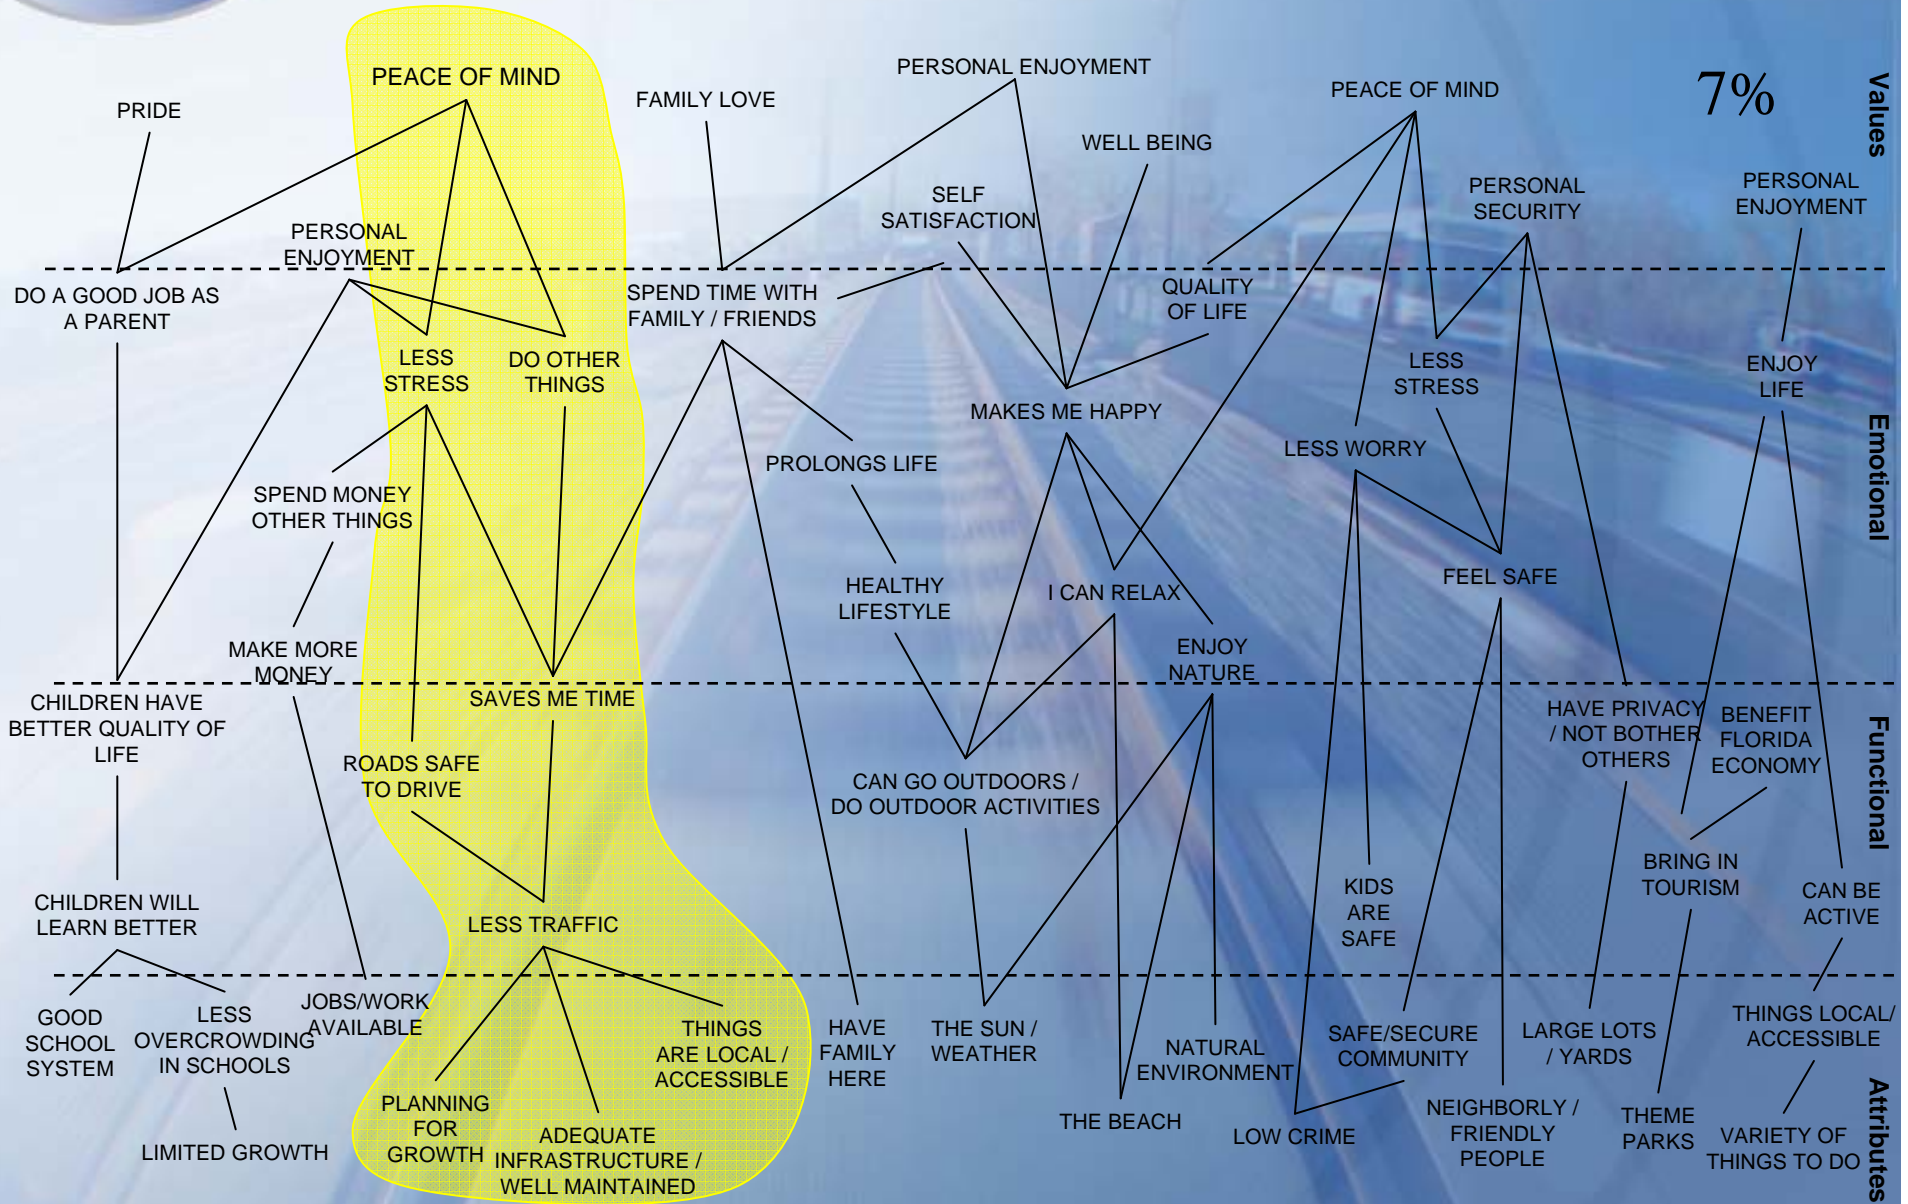 7%
Values
PRIDE
PEACE OF MIND
FAMILY LOVE
PERSONAL ENJOYMENT
PEACE OF MIND
WELL BEING
SELF
SATISFACTION
PERSONAL
SECURITY
PERSONAL
ENJOYMENT
PERSONAL
ENJOYMENT
Emotional
DO A GOOD JOB AS
A PARENT
LESS
STRESS
DO OTHER
THINGS
SPEND TIME WITH
FAMILY / FRIENDS
QUALITY
OF LIFE
LESS
STRESS
ENJOY
LIFE
MAKES ME HAPPY
LESS WORRY
PROLONGS LIFE
SPEND MONEY
OTHER THINGS
HEALTHY
LIFESTYLE
I CAN RELAX
FEEL SAFE
MAKE MORE
MONEY
ENJOY
NATURE
Functional
CHILDREN HAVE
BETTER QUALITY OF
LIFE
SAVES ME TIME
HAVE PRIVACY
/ NOT BOTHER
OTHERS
BENEFIT
FLORIDA
ECONOMY
ROADS SAFE
TO DRIVE
CAN GO OUTDOORS /
DO OUTDOOR ACTIVITIES
BRING IN
TOURISM
KIDS
ARE
SAFE
CAN BE
ACTIVE
CHILDREN WILL
LEARN BETTER
LESS TRAFFIC
Attributes
GOOD
SCHOOL
SYSTEM
LESS
OVERCROWDING
IN SCHOOLS
JOBS/WORK
AVAILABLE
THINGS
ARE LOCAL /
ACCESSIBLE
HAVE
FAMILY
HERE
THE SUN /
WEATHER
NATURAL
ENVIRONMENT
SAFE/SECURE
COMMUNITY
LARGE LOTS
/ YARDS
THINGS LOCAL/
ACCESSIBLE
LIMITED GROWTH
PLANNING
FOR
GROWTH
ADEQUATE
INFRASTRUCTURE /
WELL MAINTAINED
THE BEACH
LOW CRIME
NEIGHBORLY /
FRIENDLY
PEOPLE
THEME
PARKS
VARIETY OF
THINGS TO DO